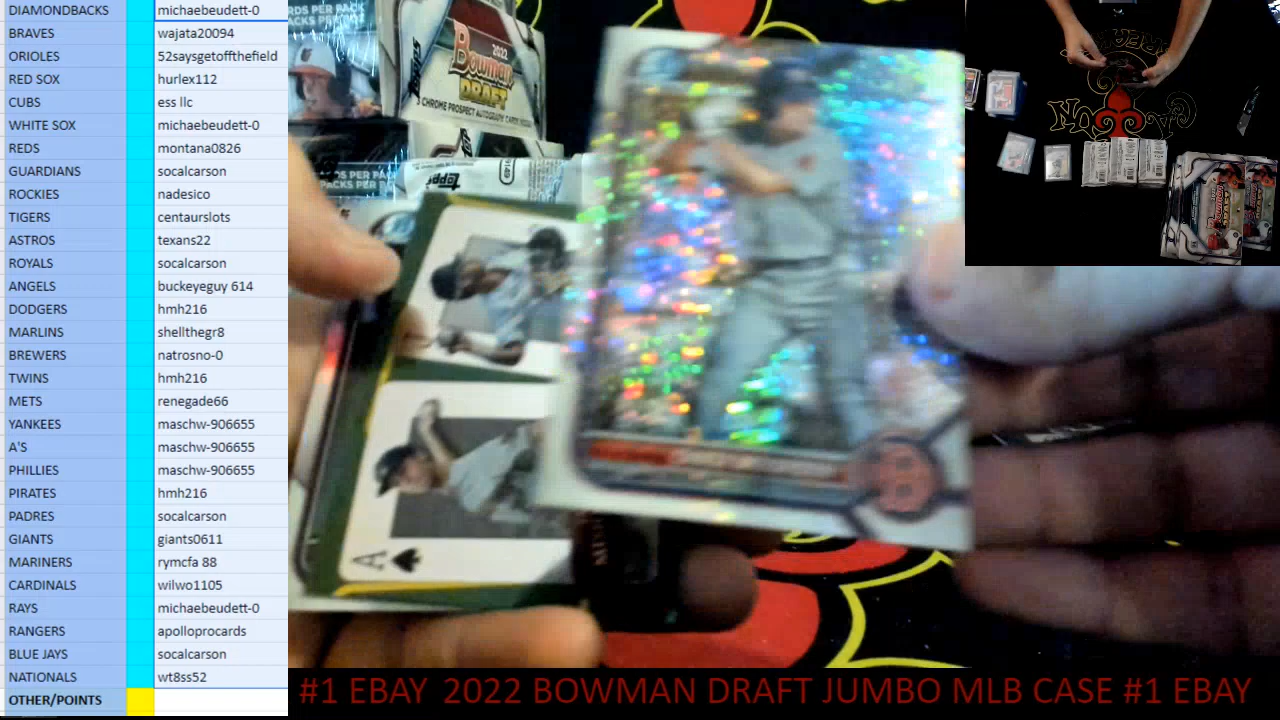 DIAMONDBACKS michaebeudett-0
BRAVES wajata20094
ORIOLES 52saysgetoffthefield
RED SOX hurlex112
CUBS ess llc
WHITE SOX michaebeudett-0
REDS montana0826
GUARDIANS socalcarson
ROCKIES nadesico
TIGERS centaurslots
ASTROS texans22
ROYALS socalcarson
ANGELS buckeyeguy 614
DODGERS hmh216
MARLINS shellthegr8
BREWERS natrosno-0
TWINS hmh216
METS renegade66
YANKEES maschw-906655
A'S maschw-906655
PHILLIES maschw-906655
PIRATES hmh216
PADRES socalcarson
GIANTS giants0611
MARINERS rymcfa 88
CARDINALS wilwo1105
RAYS michaebeudett-0
RANGERS apolloprocards
BLUE JAYS socalcarson
NATIONALS wt8ss52
OTHER/POINTS
2022
Bowman
DRAFT
CHROME PROSPECT AUTOGRAPH CARDS
topps
A
#1 EBAY 2022 BOWMAN DRAFT JUMBO MLB CASE #1 EBAY